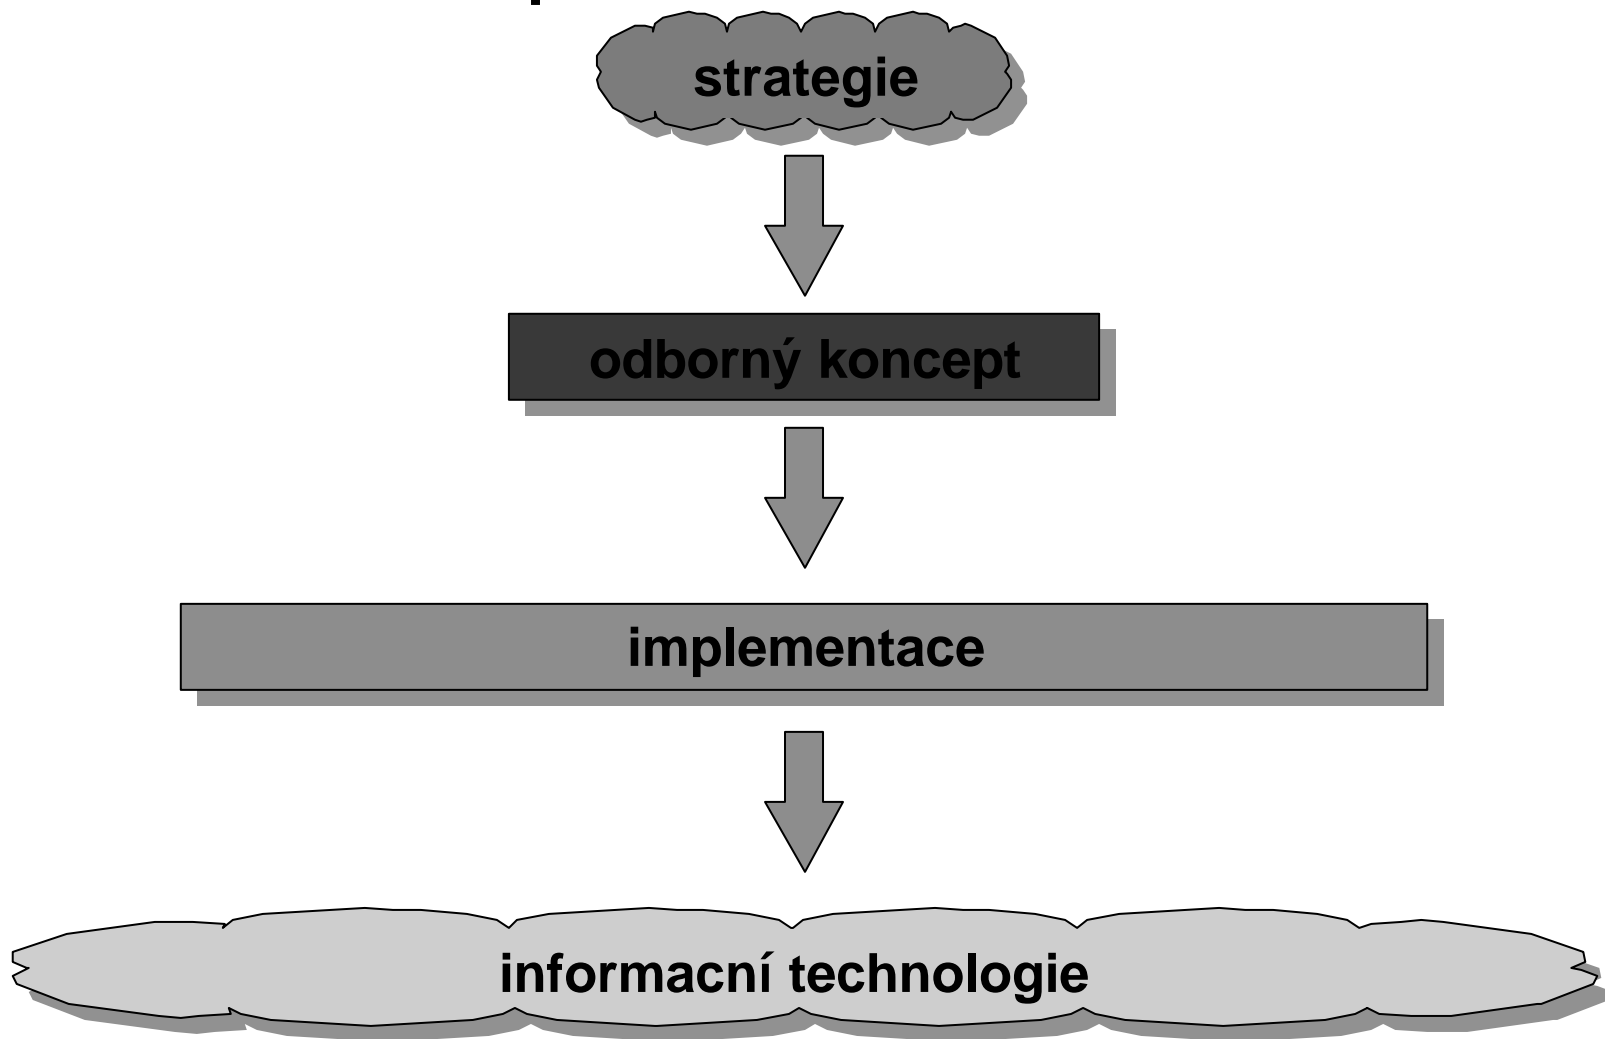 strategie
odborný koncept
implementace
informacní technologie